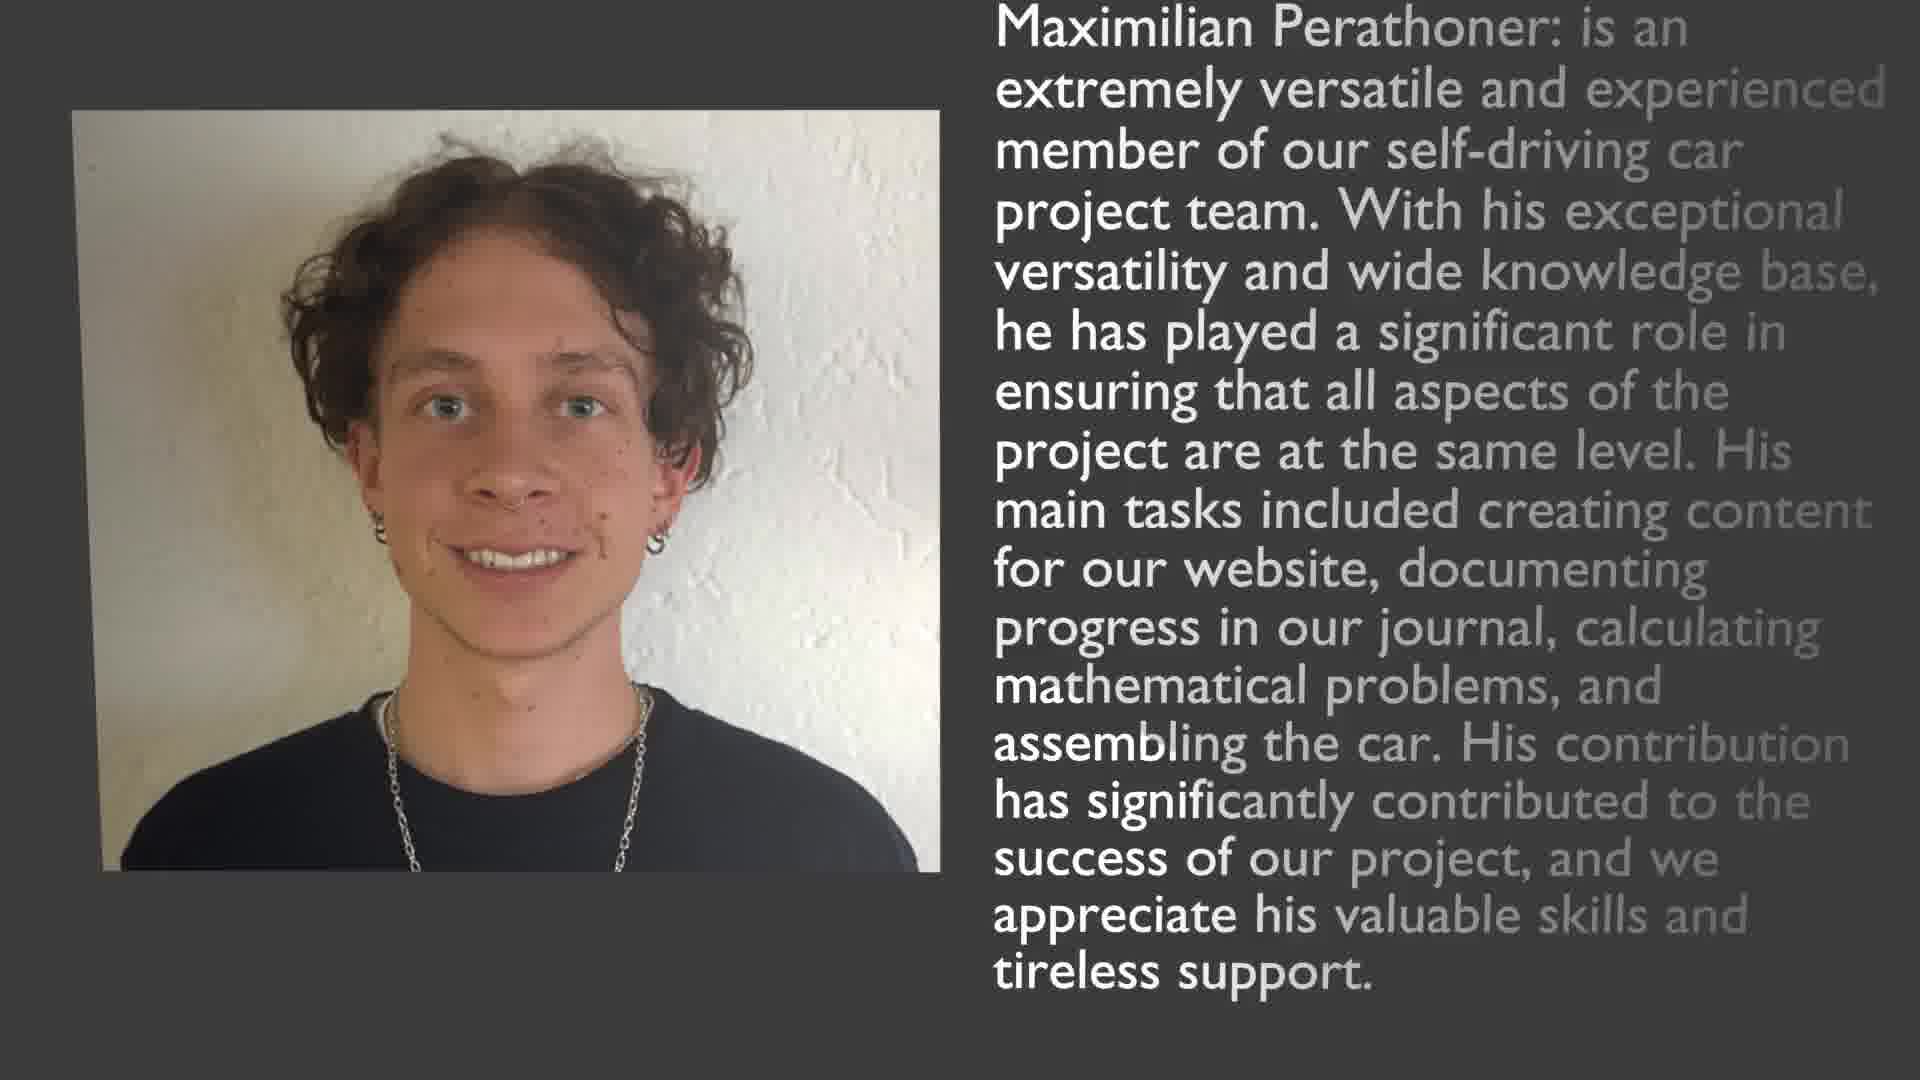 Maximilian Perathoner: is an
extremely versatile and experienced
member of our self-driving car
project team. With his exceptional
versatility and wide knowledge base,
he has played a significant role in
ensuring that all aspects of the
project are at the same level. His
main tasks included creating content
for our website, documenting
progress in our journal, calculating
mathematical problems, and
assembling the car. His contribution
has significantly contributed to the
success of our project, and we
appreciate his valuable skills and
tireless support.